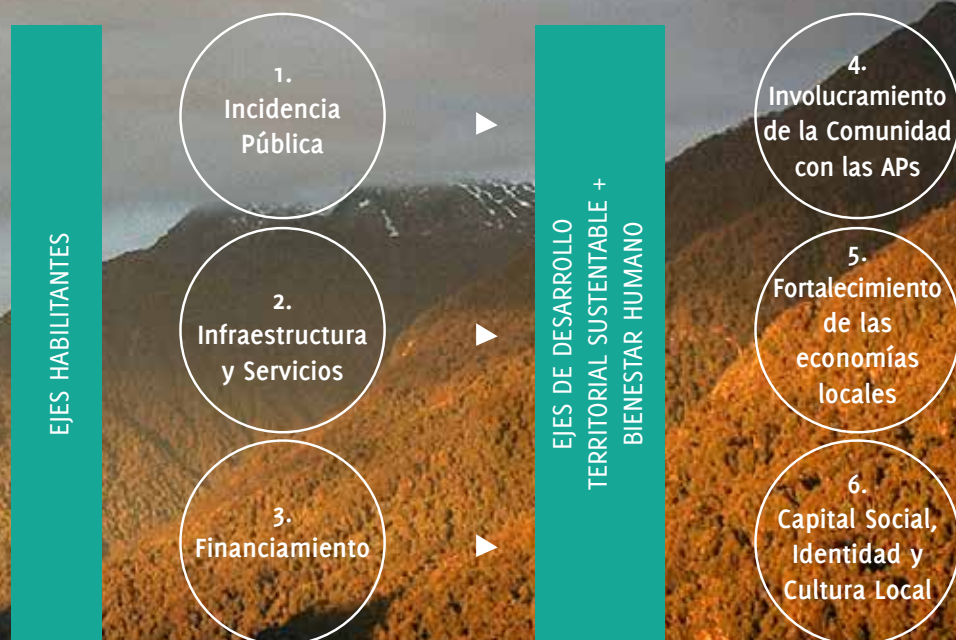 EJES HABILITANTES
1.
Incidencia
Pública
2.
Infraestructura
y Servicios
3.
Financiamiento
EJES DE DESARROLLO
TERRITORIAL SUSTENTABLE +
BIENESTAR HUMANO
4.
Involucramiento
de la Comunidad
con las APs
5.
Fortalecimiento
de las
economías
locales
6.
Capital Social,
Identidad y
Cultura Local